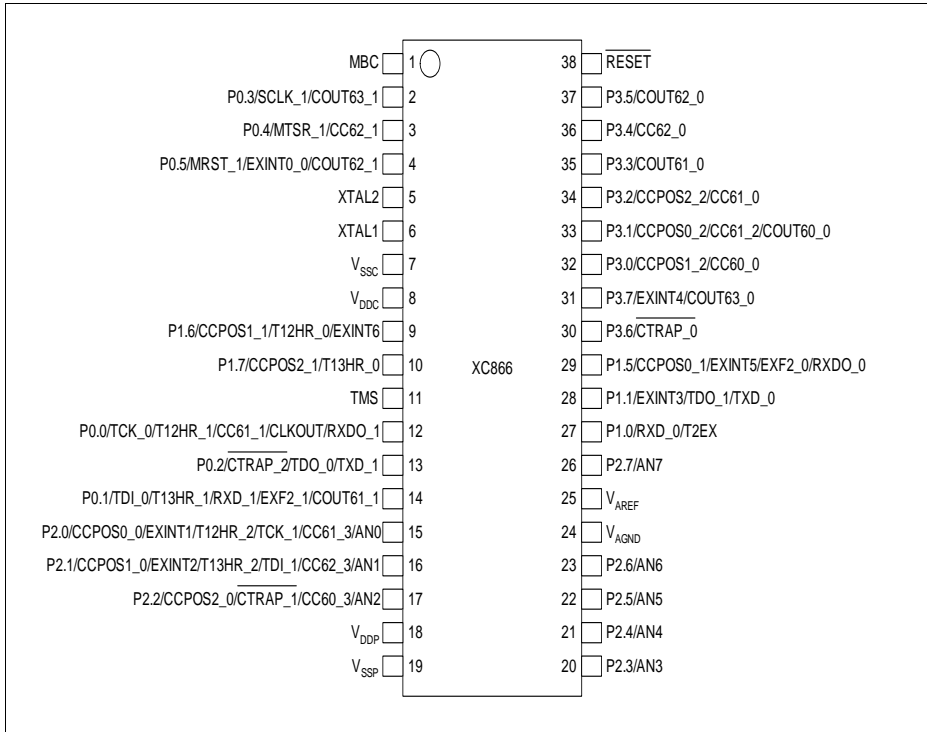 MBC 1 38 RESET
P0.3/SCLK_1/COUT63_1 2 37 P3.5/COUT62_0
P0.4/MTSR_1/CC62_1 3 36 P3.4/CC62_0
P0.5/MRST_1/EXINT0_0/COUT62_1 4 35 P3.3/COUT61_0
XTAL2 5 34 P3.2/CCPOS2_2/CC61_0
XTAL1 6 33 P3.1/CCPOS0_2/CC61_2/COUT60_0
VSSC 7 32 P3.0/CCPOS1_2/CC60_0
VDDC 8 31 P3.7/EXINT4/COUT63_0
P1.6/CCPOS1_1/T12HR_0/EXINT6 9 30 P3.6/CTRAP_0
P1.7/CCPOS2_1/T13HR_0 10 XC866 29 P1.5/CCPOS0_1/EXINT5/EXF2_0/RXDO_0
TMS 11 28 P1.1/EXINT3/TDO_1/TXD_0
P0.0/TCK_0/T12HR_1/CC61_1/CLKOUT/RXDO_1 12 27 P1.0/RXD_0/T2EX
P0.2/CTRAP_2/TDO_0/TXD_1 13 26 P2.7/AN7
P0.1/TDI_0/T13HR_1/RXD_1/EXF2_1/COUT61_1 14 25 VAREF
P2.0/CCPOS0_0/EXINT1/T12HR_2/TCK_1/CC61_3/AN0 15 24 VAGND
P2.1/CCPOS1_0/EXINT2/T13HR_2/TDI_1/CC62_3/AN1 16 23 P2.6/AN6
P2.2/CCPOS2_0/CTRAP_1/CC60_3/AN2 17 22 P2.5/AN5
VDDP 18 21 P2.4/AN4
VSSP 19 20 P2.3/AN3